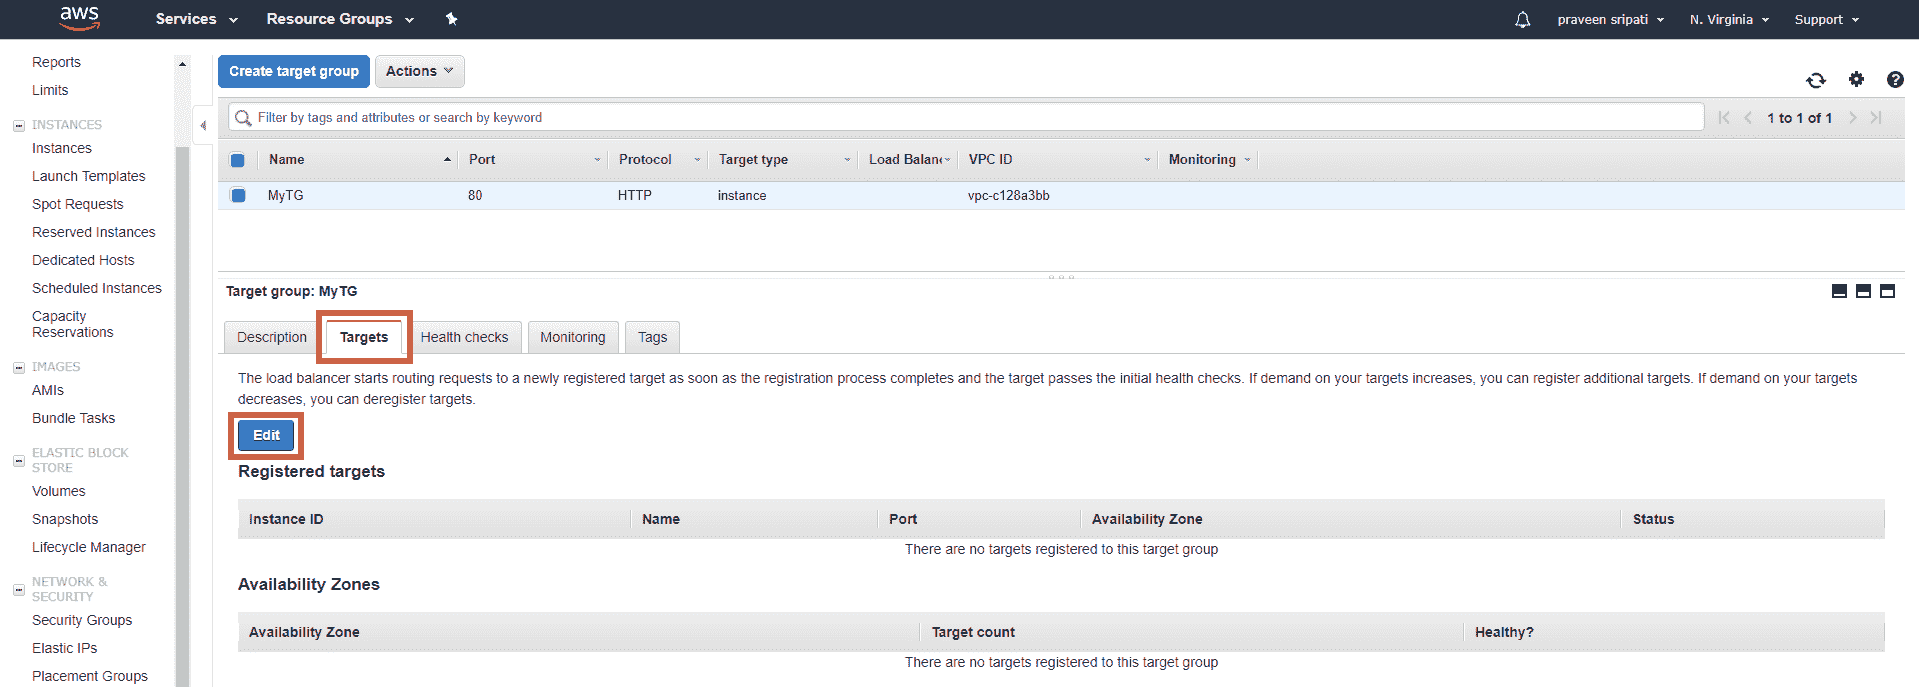 aws Services Resource Groups praveen sripati N. Virginia Support
Reports
Limits
INSTANCES
Instances
Launch Templates
Spot Requests
Reserved Instances
Dedicated Hosts
Scheduled Instances
Capacity
Reservations
IMAGES
AMIs
Bundle Tasks
ELASTIC BLOCK
STORE
Volumes
Snapshots
Lifecycle Manager
NETWORK &
SECURITY
Security Groups
Elastic IPs
Placement Groups
Create target group Actions
Filter by tags and attributes or search by keyword 1 to 1 of 1
Name Port Protocol Target type Load Balanc VPC ID Monitoring
MyTG 80 HTTP instance vpc-c128a3bb
Target group: MyTG
Description Targets Health checks Monitoring Tags
The load balancer starts routing requests to a newly registered target as soon as the registration process completes and the target passes the initial health checks. If demand on your targets increases, you can register additional targets. If demand on your targets
decreases, you can deregister targets.
Edit
Registered targets
Instance ID Name Port Availability Zone Status
There are no targets registered to this target group
Availability Zones
Availability Zone Target count Healthy?
There are no targets registered to this target group